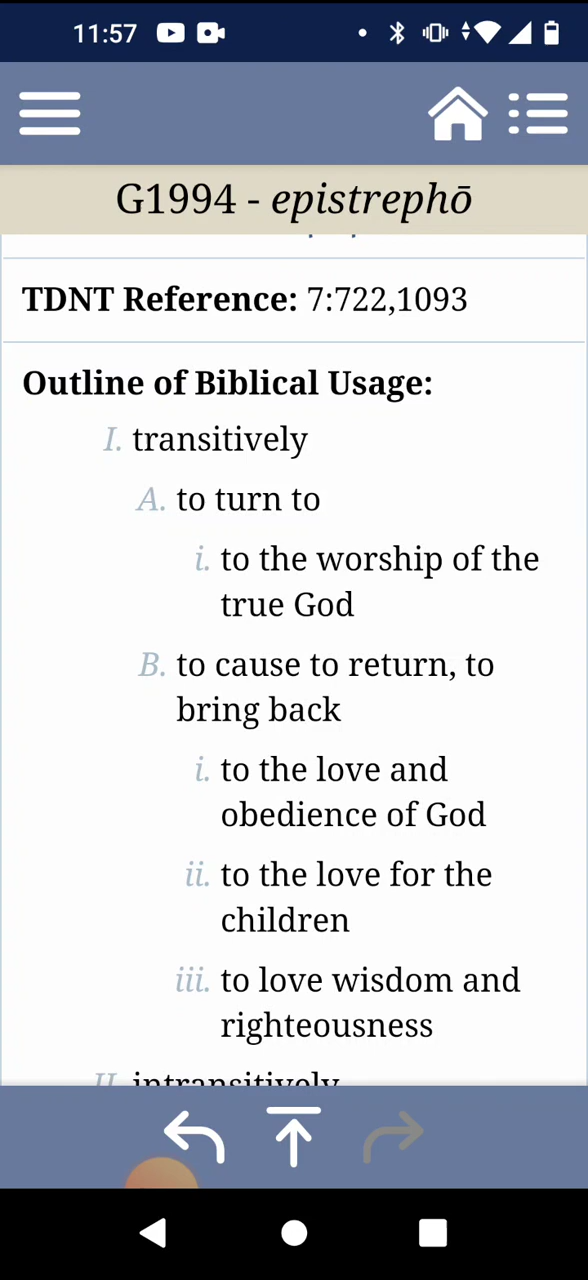 11:57
G1994 - epistrephō
TDNT Reference: 7:722,1093
Outline of Biblical Usage:
I. transitively
A. to turn to
i. to the worship of the
true God
B. to cause to return, to
bring back
i. to the love and
obedience of God
ii. to the love for the
children
iii. to love wisdom and
righteousness
II. intransitively